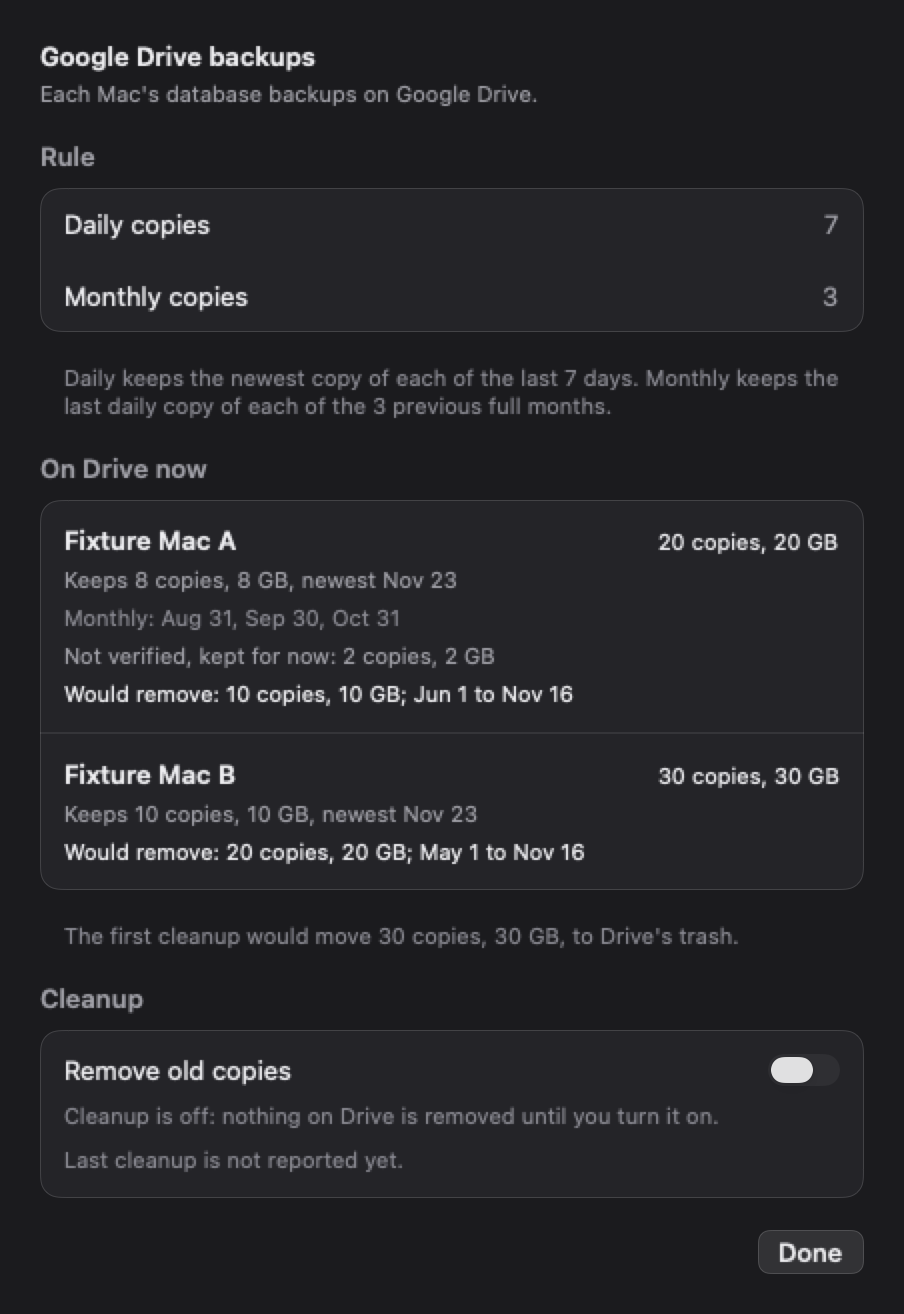 Google Drive backups
Each Mac's database backups on Google Drive.
Rule
Daily copies 7
Monthly copies 3
Daily keeps the newest copy of each of the last 7 days. Monthly keeps the
last daily copy of each of the 3 previous full months.
On Drive now
Fixture Mac A 20 copies, 20 GB
Keeps 8 copies, 8 GB, newest Nov 23
Monthly: Aug 31, Sep 30, Oct 31
Not verified, kept for now: 2 copies, 2 GB
Would remove: 10 copies, 10 GB; Jun 1 to Nov 16
Fixture Mac B 30 copies, 30 GB
Keeps 10 copies, 10 GB, newest Nov 23
Would remove: 20 copies, 20 GB; May 1 to Nov 16
The first cleanup would move 30 copies, 30 GB, to Drive's trash.
Cleanup
Remove old copies
Cleanup is off: nothing on Drive is removed until you turn it on.
Last cleanup is not reported yet.
Done